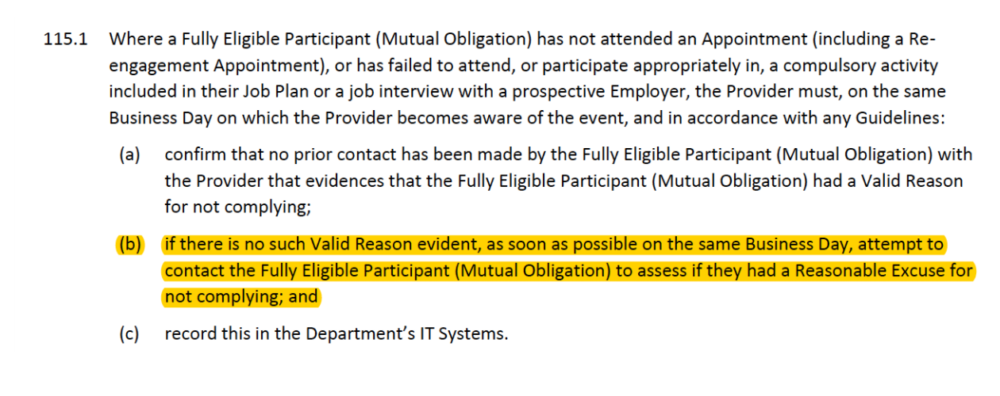 115.1 Where a Fully Eligible Participant (Mutual Obligation) has not attended an Appointment (including a Re-
engagement Appointment), or has failed to attend, or participate appropriately in, a compulsory activity
included in their Job Plan or a job interview with a prospective Employer, the Provider must, on the same
Business Day on which the Provider becomes aware of the event, and in accordance with any Guidelines:
(a) confirm that no prior contact has been made by the Fully Eligible Participant (Mutual Obligation) with
the Provider that evidences that the Fully Eligible Participant (Mutual Obligation) had a Valid Reason
for not complying;
(b) if there is no such Valid Reason evident, as soon as possible on the same Business Day, attempt to
contact the Fully Eligible Participant (Mutual Obligation) to assess if they had a Reasonable Excuse for
not complying; and
(c) record this in the Department’s IT Systems.